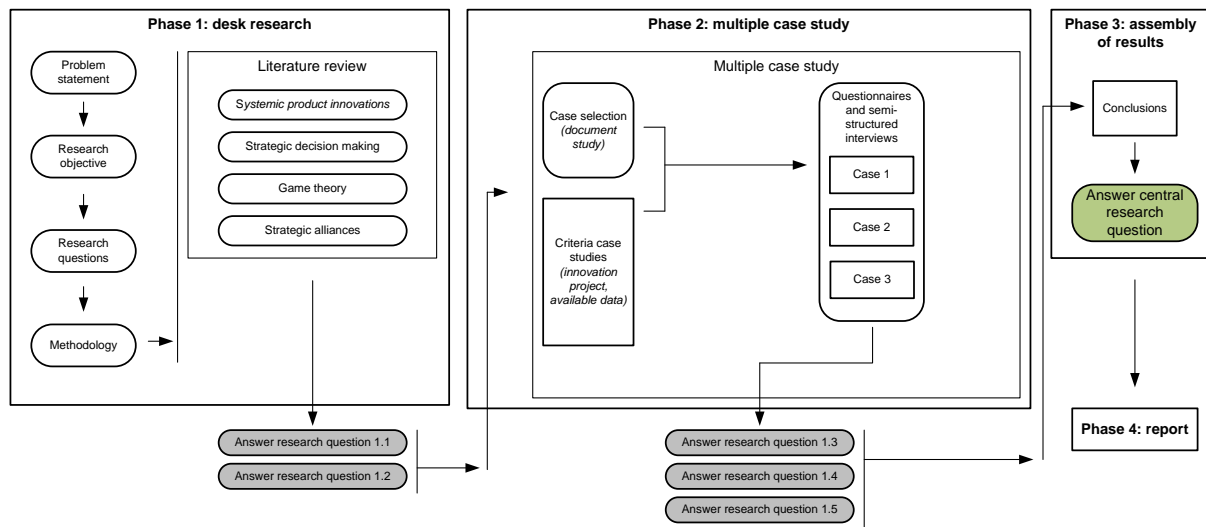 Phase 1: desk research
Problem
statement
Research
objective
Research
questions
Methodology
Literature review
Systemic product innovations
Strategic decision making
Game theory
Strategic alliances
Answer research question 1.1
Answer research question 1.2
Phase 2: multiple case study
Multiple case study
Case selection
(document
study)
Criteria case
studies
(innovation
project,
available data)
Questionnaires
and semi-
structured
interviews
Case 1
Case 2
Case 3
Answer research question 1.3
Answer research question 1.4
Answer research question 1.5
Phase 3: assembly
of results
Conclusions
Answer central
research
question
Phase 4: report